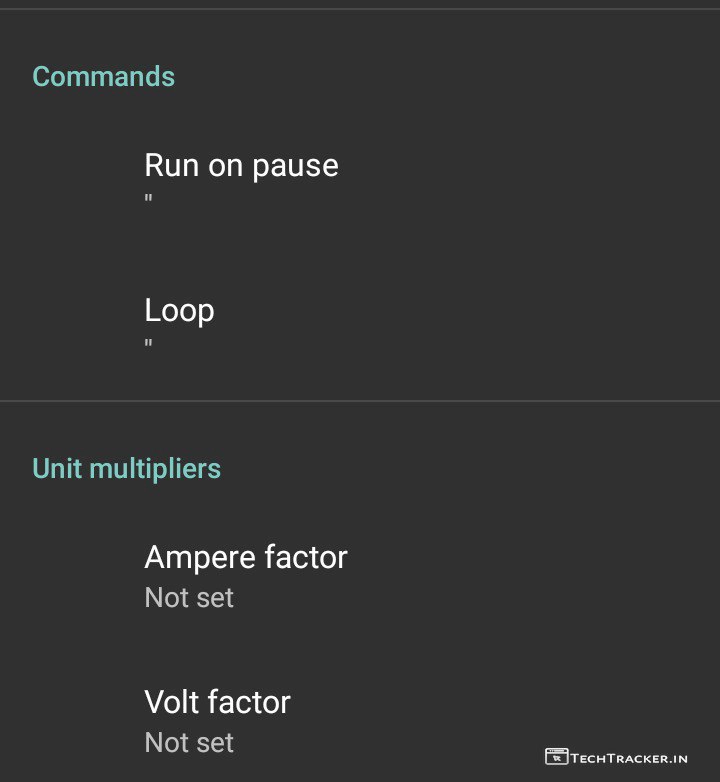 Commands
Run on pause
"
Loop
"
Unit multipliers
Ampere factor
Not set
Volt factor
Not set
TechTracker.in